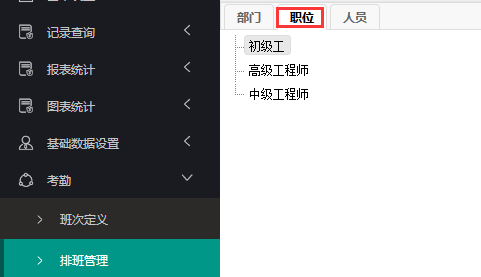 记录查询
报表统计
图表统计
基础数据设置
考勤
班次定义
排班管理
部门 职位 人员
初级工
高级工程师
中级工程师